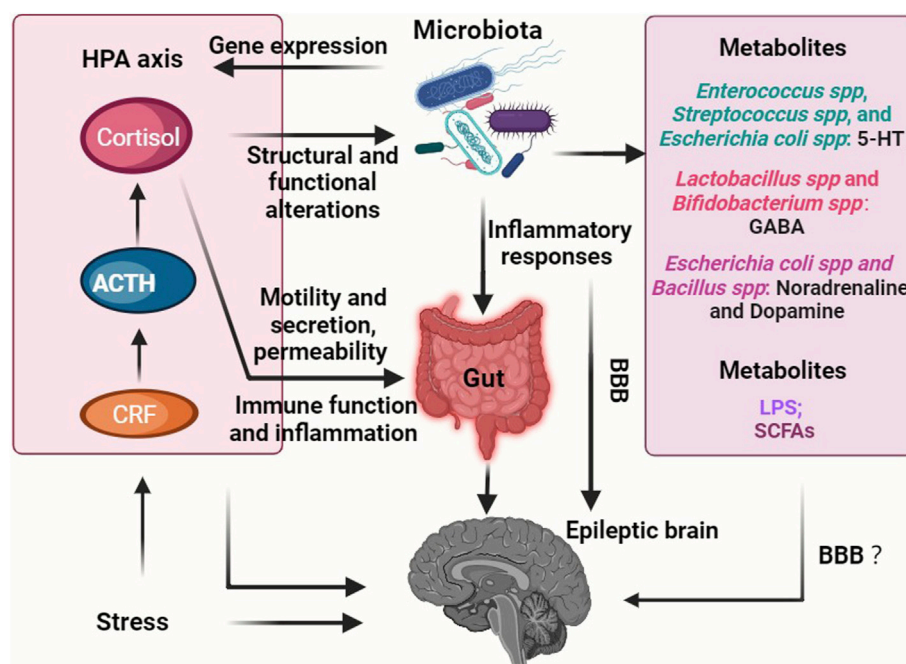 Microbiota
Gene expression
HPA axis
Cortisol
ACTH
CRF
Structural and
functional
alterations
Inflammatory
responses
Motility and
secretion,
permeability
Immune function
and inflammation
Gut
BBB
Epileptic brain
Stress
Metabolites
Enterococcus spp,
Streptococcus spp, and
Escherichia coli spp: 5-HT
Lactobacillus spp and
Bifidobacterium spp:
GABA
Escherichia coli spp and
Bacillus spp: Noradrenaline
and Dopamine
Metabolites
LPS;
SCFAs
BBB ?